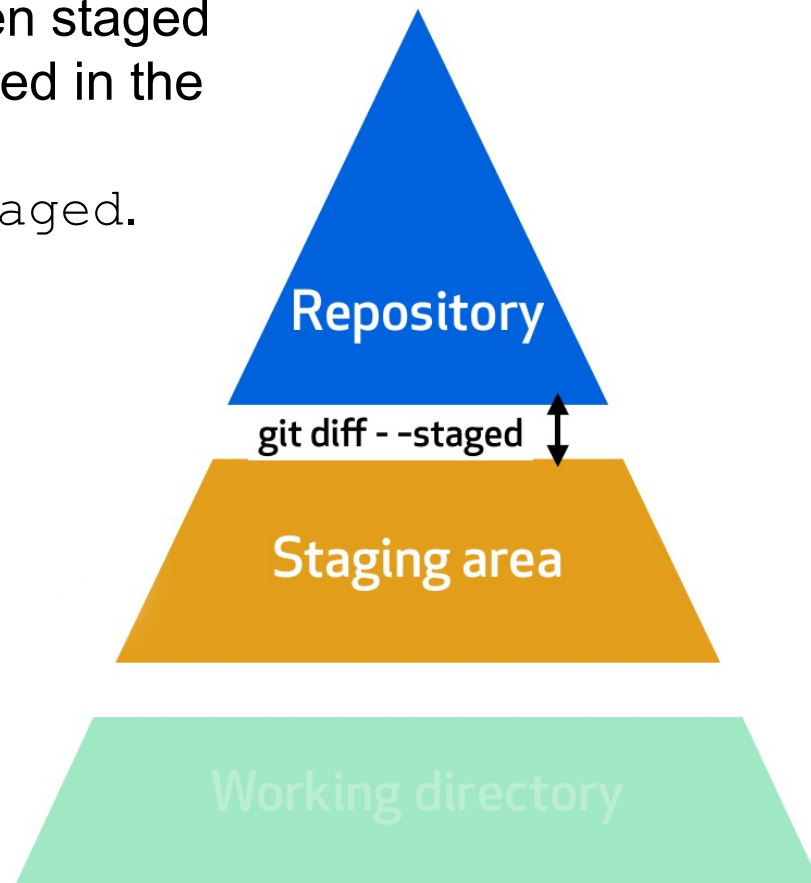 en staged
ed in the
aged.
Repository
git diff - -staged
Staging area
Working directory